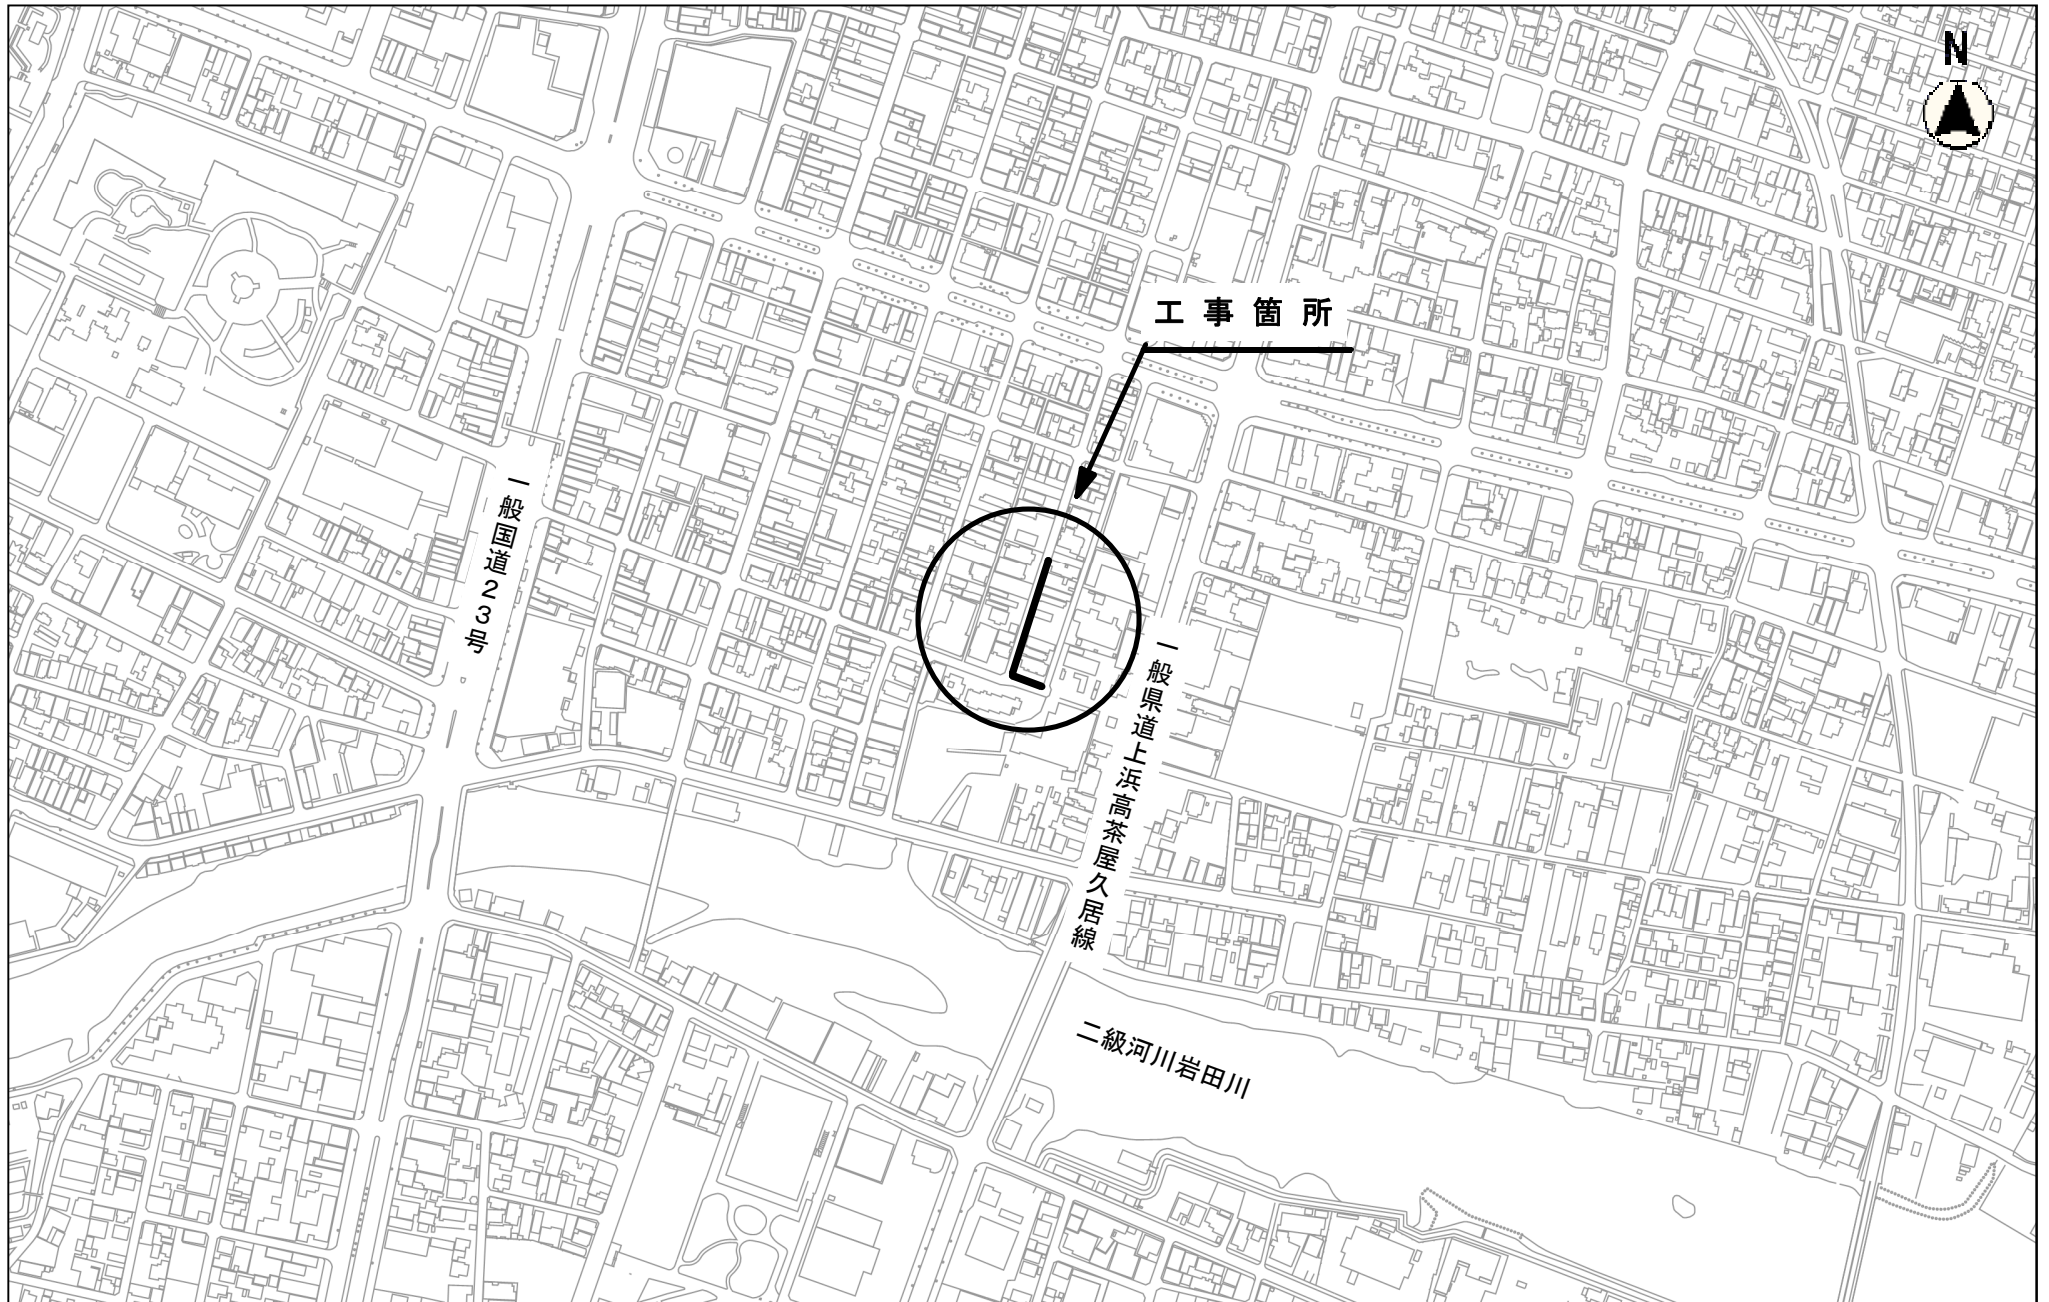 N
工事箇所
一般国道23号
一般県道上浜高茶屋久居線
二級河川岩田川